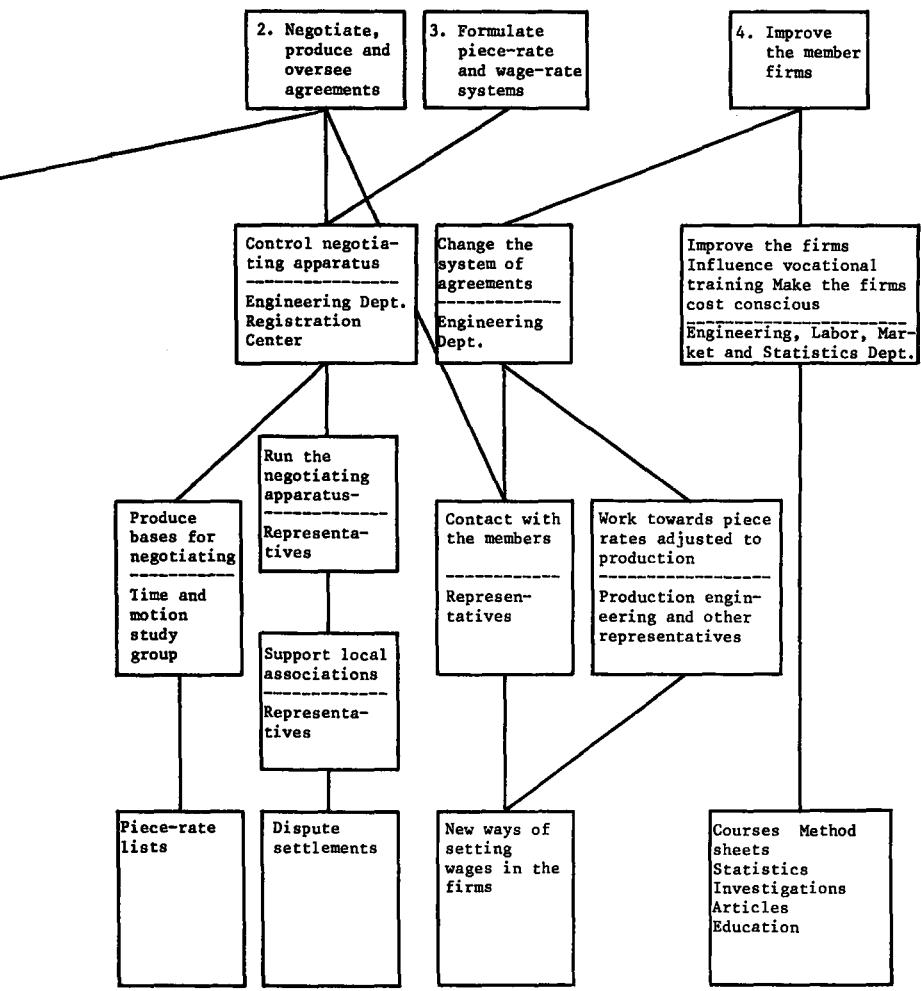 2. Negotiate,
produce and
oversee
agreements
3. Formulate
piece-rate
and wage-rate
systems
4. Improve
the member
firms
Control negotia-
ting apparatus
Engineering Dept.
Registration
Center
Change the
system of
agreements
Engineering
Dept.
Improve the firms
Influence vocational
training Make the firms
cost conscious
Engineering, Labor, Mar-
ket and Statistics Dept.
Run the
negotiating
apparatus-
Representa-
tives
Produce
bases for
negotiating
Time and
motion
study
group
Contact with
the members
Represen-
tatives
Work towards piece
rates adjusted to
production
Production engin-
eering and other
representatives
Support local
associations
Representa-
tives
Piece-rate
lists
Dispute
settlements
New ways of
setting
wages in the
firms
Courses Method
sheets
Statistics
Investigations
Articles
Education